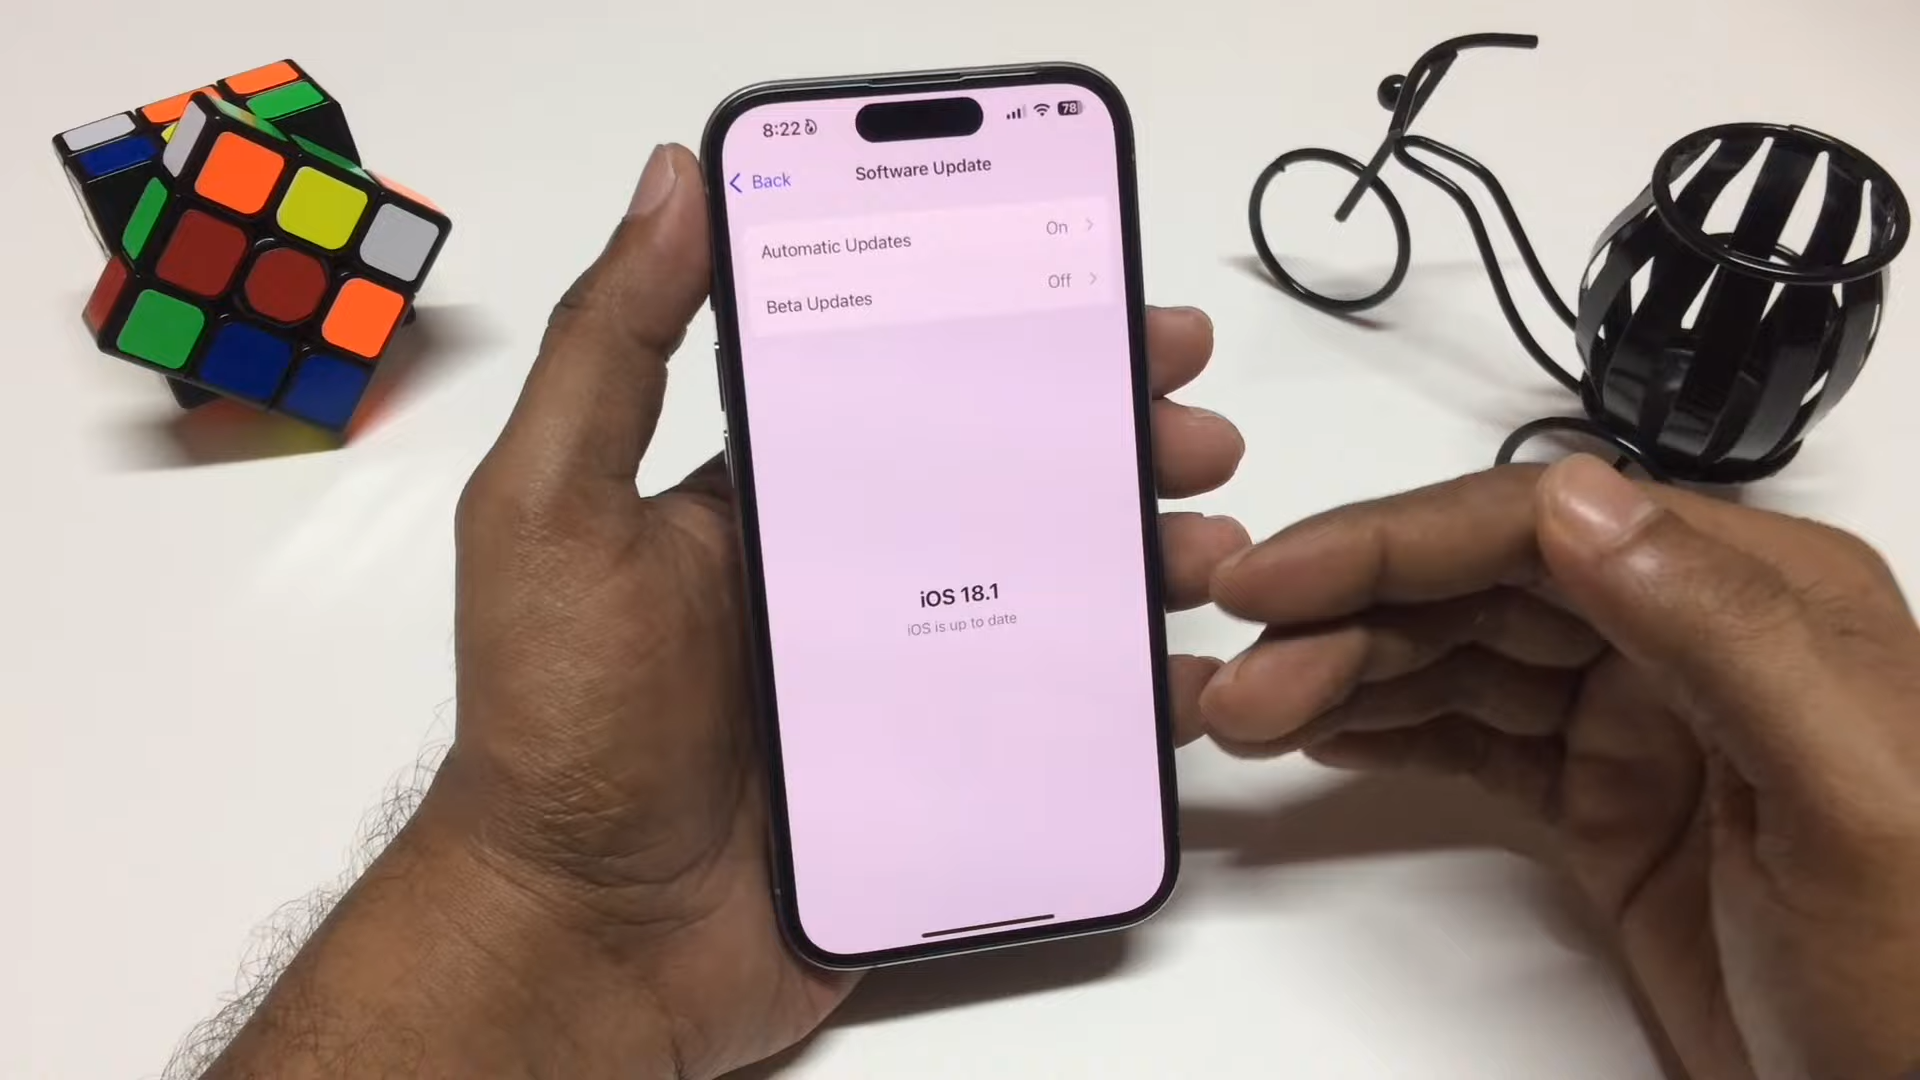 8:22
78
Back
Software Update
Automatic Updates On
Beta Updates Off
iOS 18.1
iOS is up to date